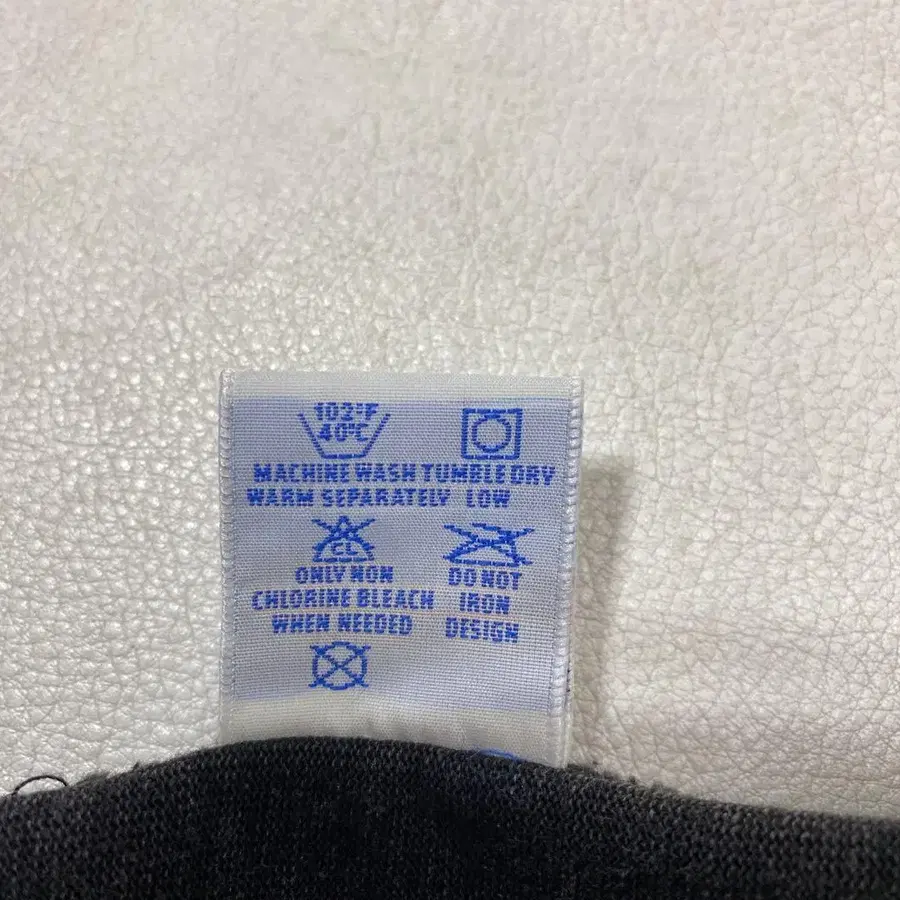 102°F
40°C
MACHINE WASH TUMBLE DRY
WARM SEPARATELY LOW
CL
ONLY NON
CHLORINE BLEACH
WHEN NEEDED
DO NOT
IRON
DESIGN